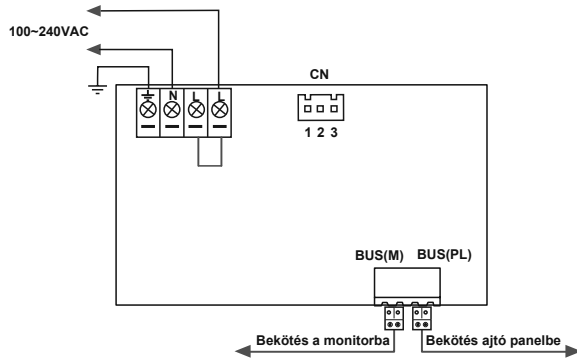 100~240VAC
N L L
CN
1 2 3
BUS(M) BUS(PL)
Bekötés a monitorba
Bekötés ajtó panelbe